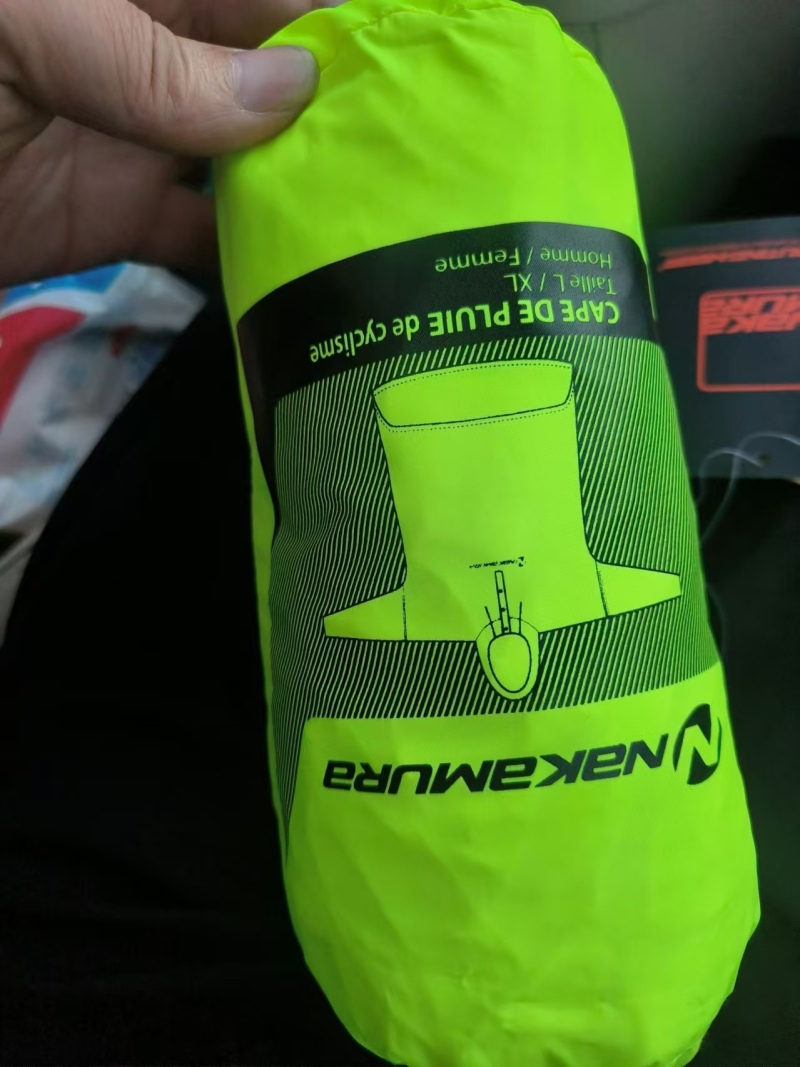 NAKAMURA
CAPE DE PLUIE de cyclisme
Taille L / XL
Homme / Femme